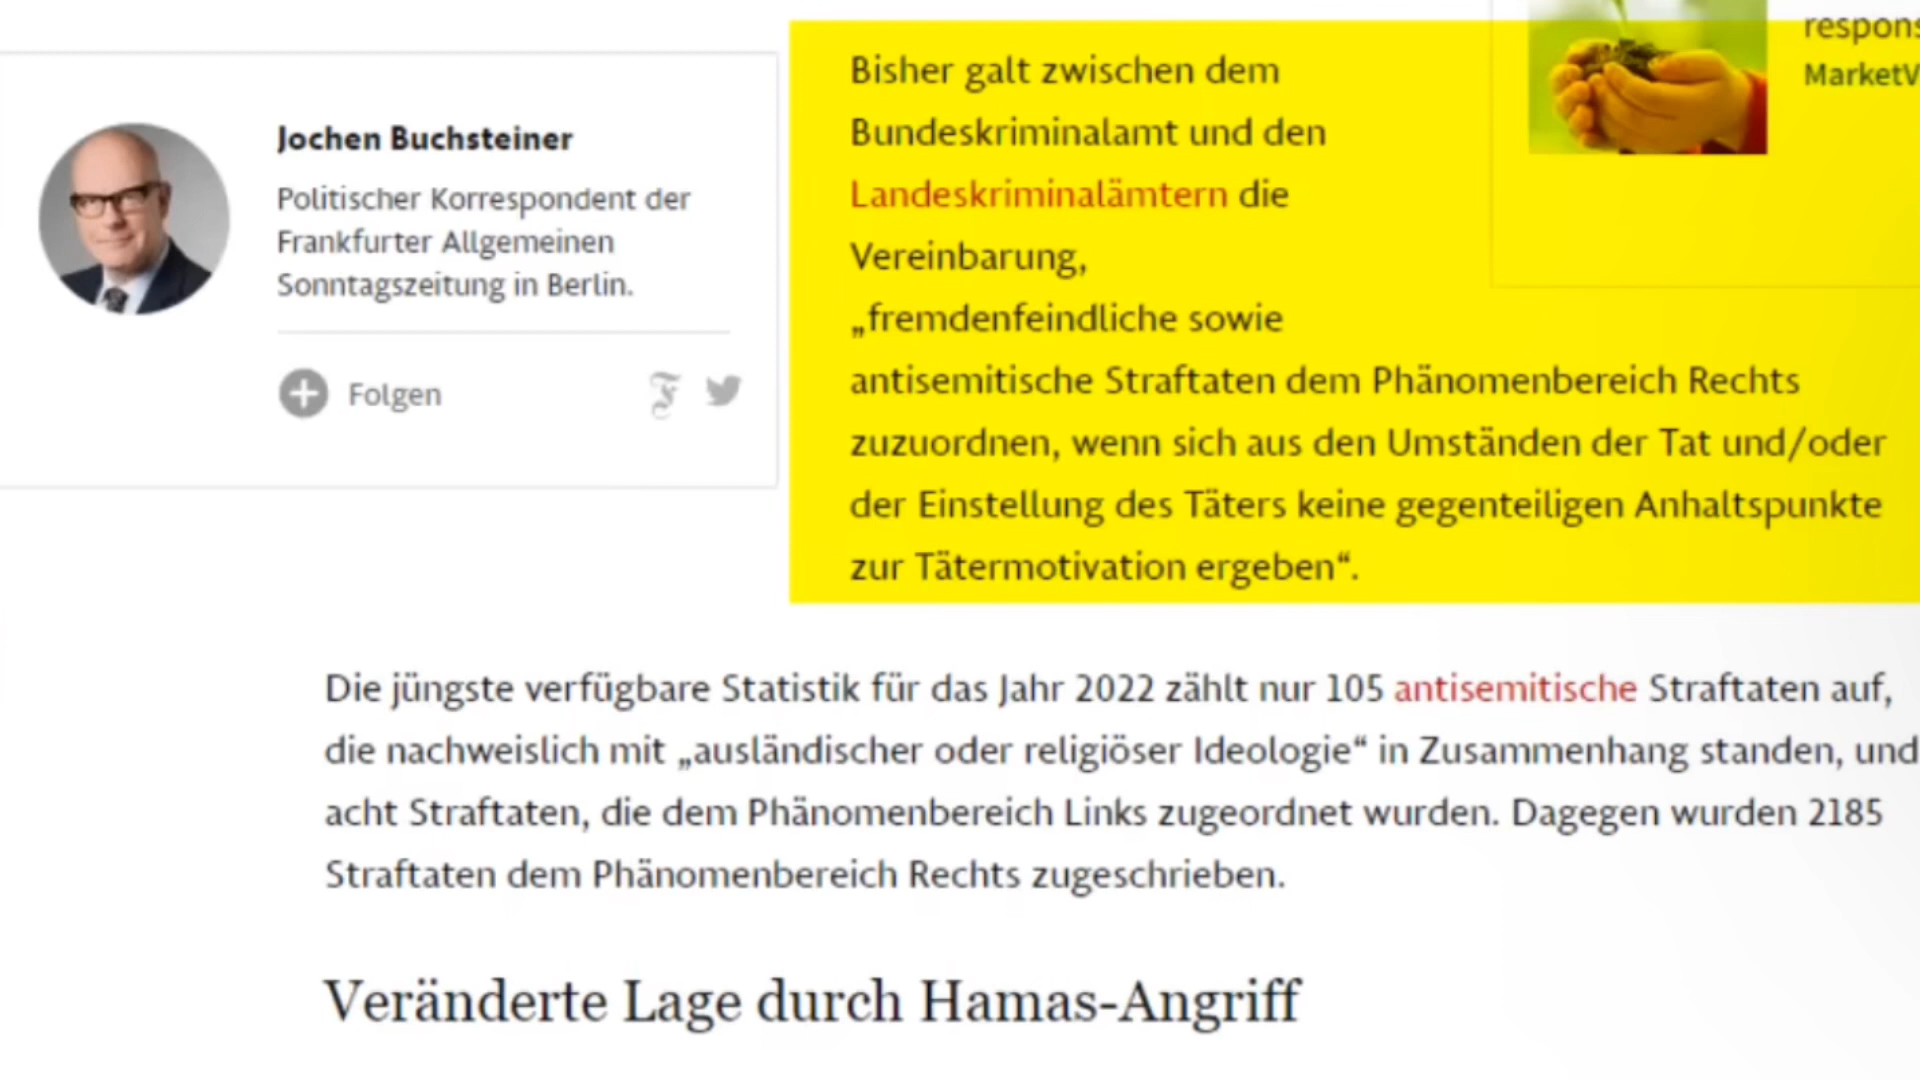 Jochen Buchsteiner
Politischer Korrespondent der
Frankfurter Allgemeinen
Sonntagszeitung in Berlin.
Folgen
Bisher galt zwischen dem
Bundeskriminalamt und den
Landeskriminalämtern die
Vereinbarung,
„fremdenfeindliche sowie
antisemitische Straftaten dem Phänomenbereich Rechts
zuzuordnen, wenn sich aus den Umständen der Tat und/oder
der Einstellung des Täters keine gegenteiligen Anhaltspunkte
zur Tätermotivation ergeben“.
respons
MarketV
Die jüngste verfügbare Statistik für das Jahr 2022 zählt nur 105 antisemitische Straftaten auf,
die nachweislich mit „ausländischer oder religiöser Ideologie“ in Zusammenhang standen, und
acht Straftaten, die dem Phänomenbereich Links zugeordnet wurden. Dagegen wurden 2185
Straftaten dem Phänomenbereich Rechts zugeschrieben.
Veränderte Lage durch Hamas-Angriff